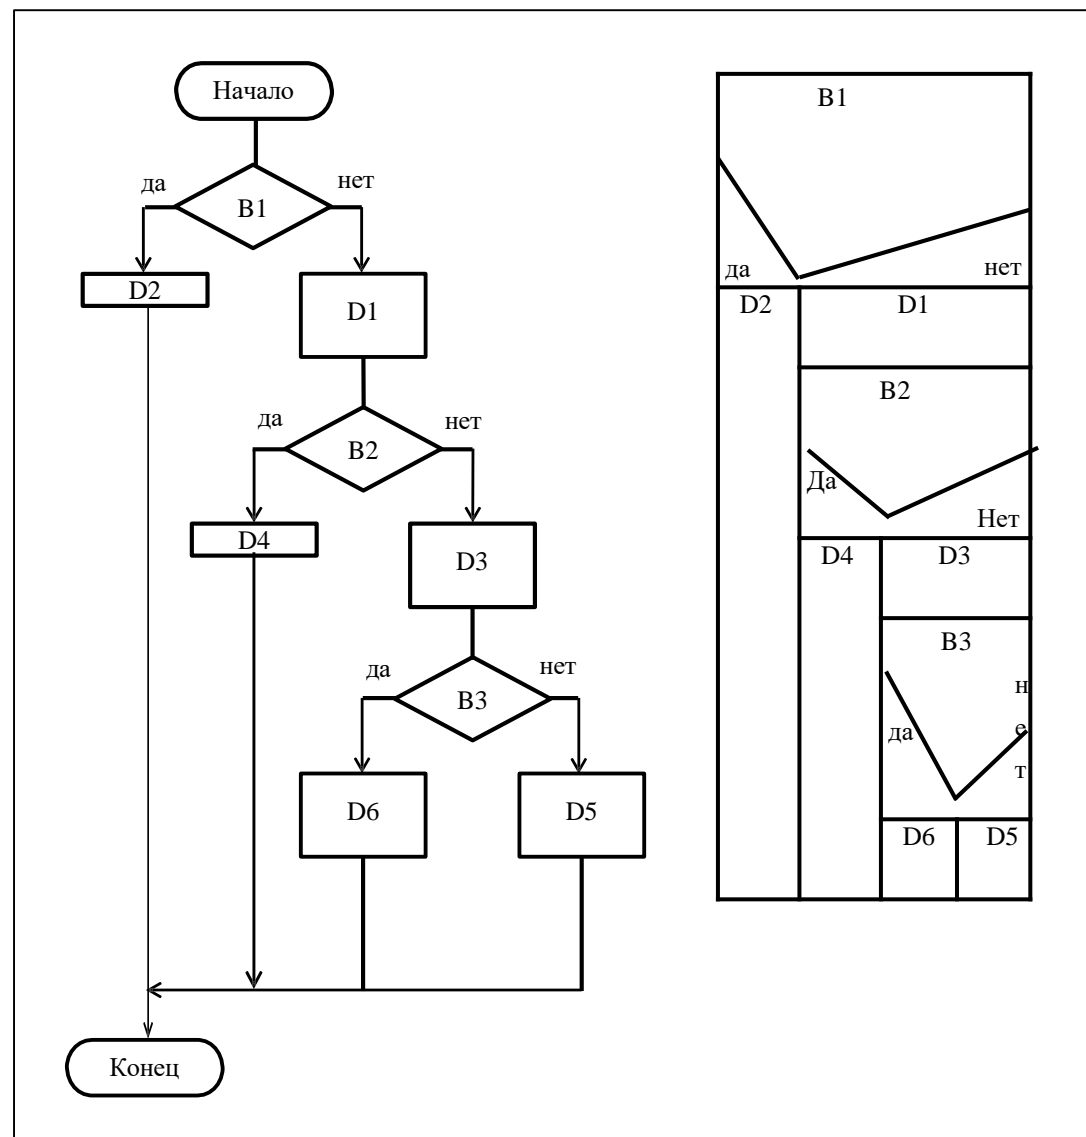 Начало
да
нет
B1
D2
D1
да
нет
B2
D4
D3
да
нет
B3
D6
D5
Конец
B1
да
нет
D2
D1
B2
Да
Нет
D4
D3
B3
да
н
е
т
D6
D5